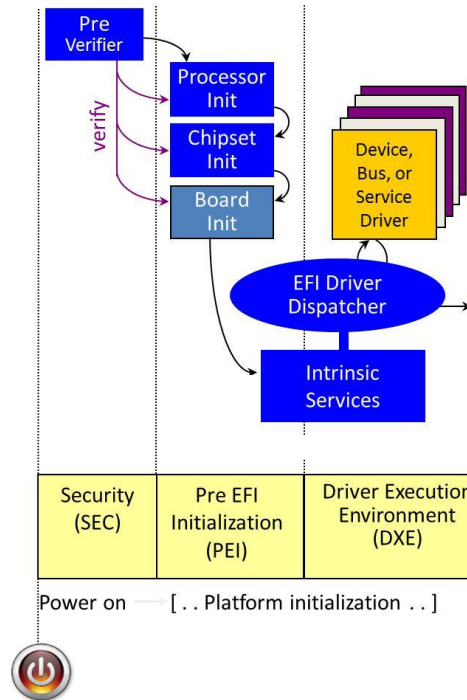 Pre
Verifier
verify
Processor
Init
Chipset
Init
Board
Init
Device,
Bus, or
Service
Driver
EFI Driver
Dispatcher
Intrinsic
Services
Security
(SEC)
Pre EFI
Initialization
(PEI)
Driver Execution
Environment
(DXE)
Power on [ . . Platform initialization . . ]